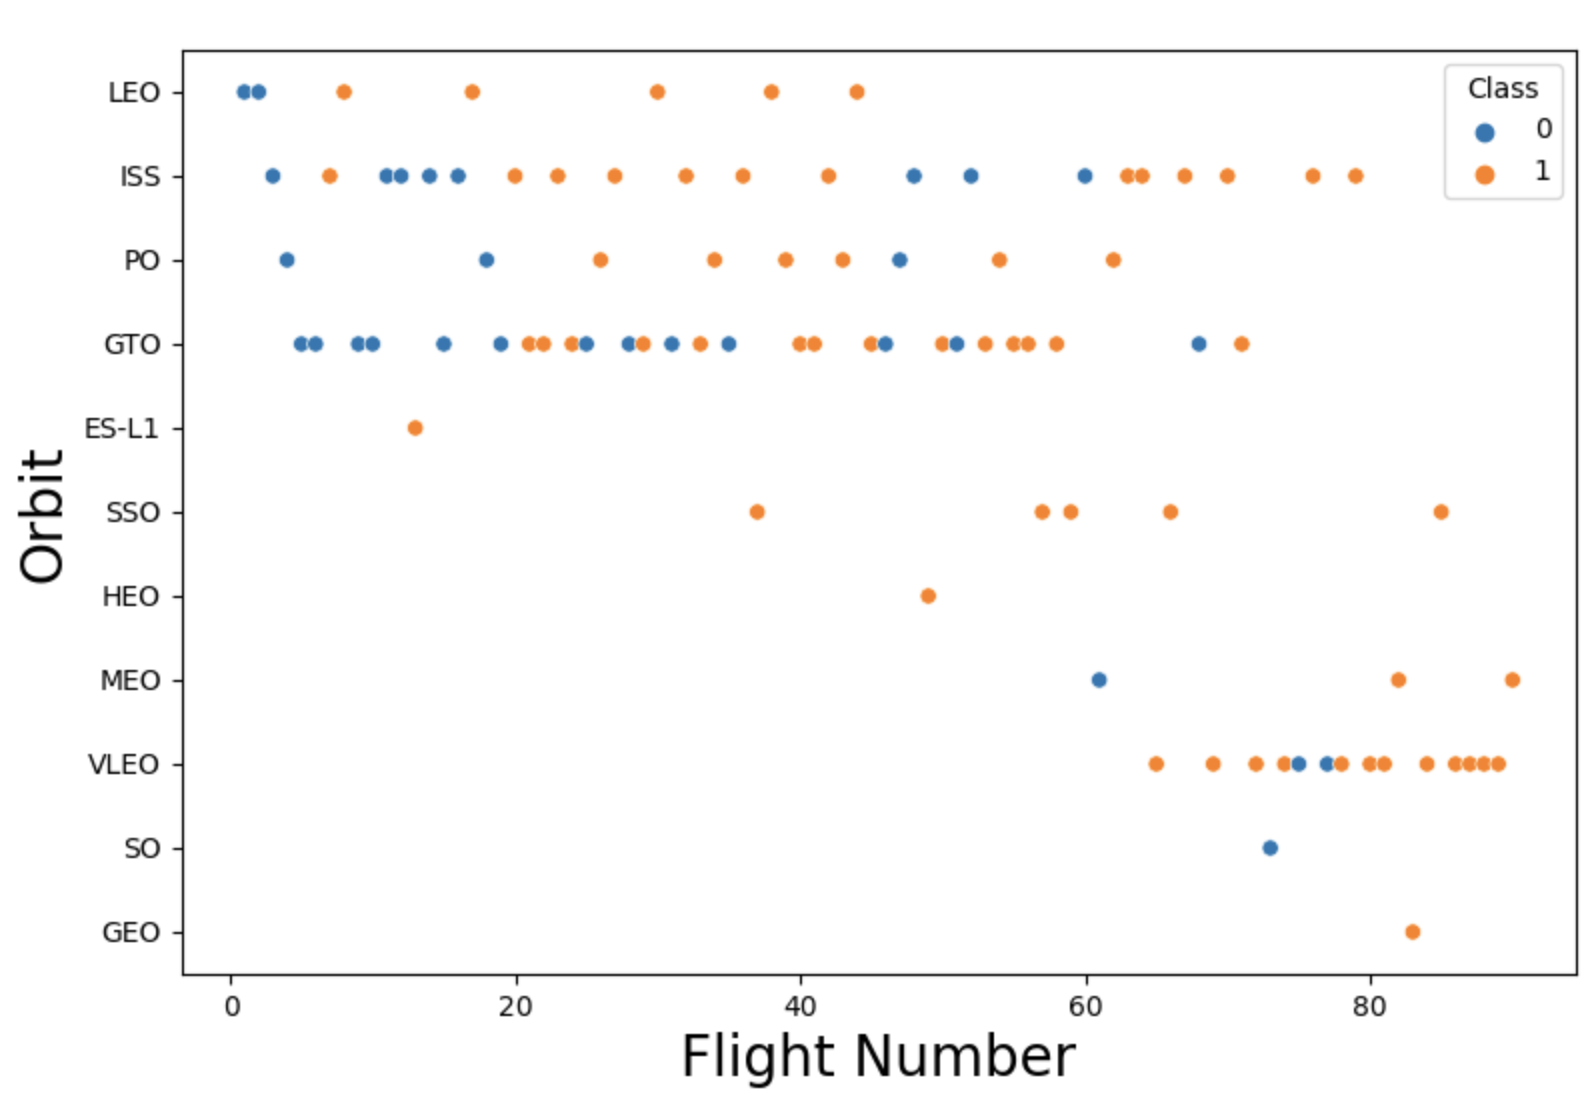 LEO
ISS
PO
GTO
ES-L1
SSO
HEO
MEO
VLEO
SO
GEO
Orbit
0 20 40 60 80
Flight Number
Class
0
1